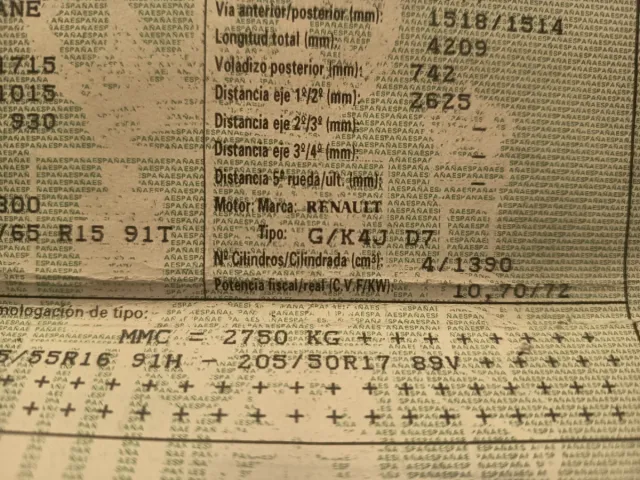 ANE
Via anterior/posterior (mm): 1518/1514
Longitud total (mm): 4209
1715 Voladizo posterior (mm): 742
1015 Distancia eje 1º/2º (mm): 2625
930 Distancia eje 2º/3º (mm): -
Distancia eje 3º/4º (mm): -
Distancia 5ª rueda/últ. (mm): -
300 Motor: Marca: RENAULT
/65 R15 91T Tipo: G/K4J D7
Nº Cilindros/Cilindrada (cm³): 4/1390
Potencia fiscal/real (C.V.F/KW): 10,70/72
mologación de tipo:
MMC = 2750 KG + + + + + + + +
5/55R16 91H - 205/50R17 89V + + + + +
+ + + + + + + + + + + + + + + + + +
+ + + + + + + + + + + + + + + + + +